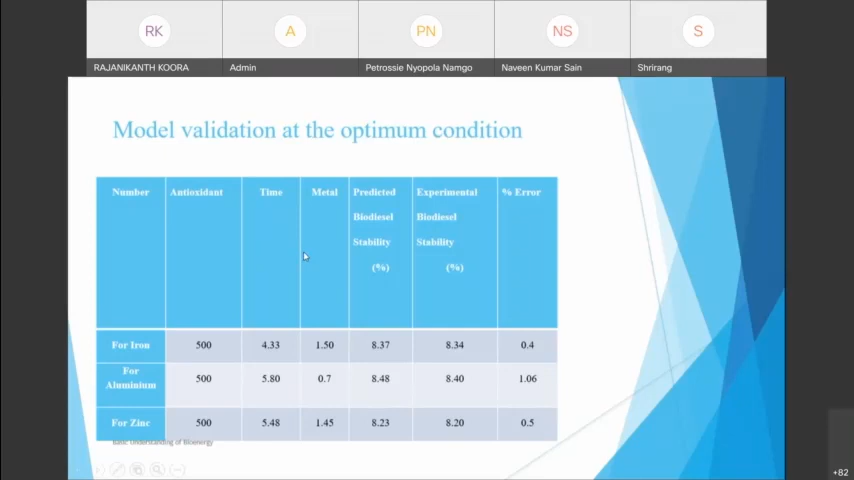 RK
A
PN
NS
S
RAJANIKANTH KOORA
Admin
Petrossie Nyopola Namgo
Naveen Kumar Sain
Shrirang
Model validation at the optimum condition
Number Antioxidant Time Metal Predicted Biodiesel Stability (%) Experimental Biodiesel Stability (%) % Error
For Iron 500 4.33 1.50 8.37 8.34 0.4
For Aluminium 500 5.80 0.7 8.48 8.40 1.06
For Zinc 500 5.48 1.45 8.23 8.20 0.5
Basic Understanding of Bioenergy
+82